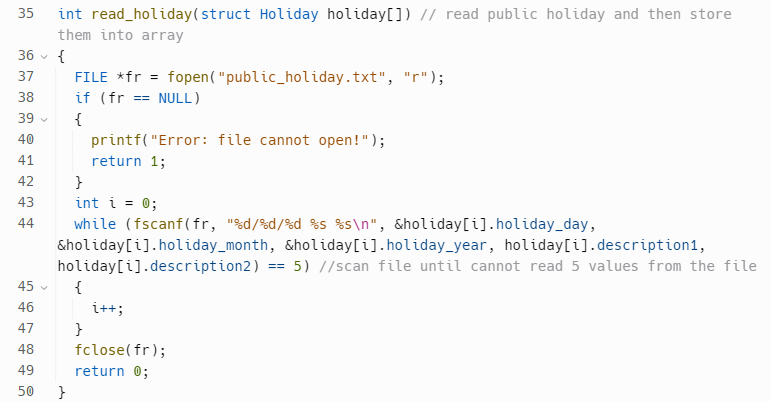 35 int read_holiday(struct Holiday holiday[]) // read public holiday and then store
them into array
36 {
37 FILE *fr = fopen("public_holiday.txt", "r");
38 if (fr == NULL)
39 {
40 printf("Error: file cannot open!");
41 return 1;
42 }
43 int i = 0;
44 while (fscanf(fr, "%d/%d/%d %s %s\n", &holiday[i].holiday_day,
&holiday[i].holiday_month, &holiday[i].holiday_year, holiday[i].description1,
holiday[i].description2) == 5) //scan file until cannot read 5 values from the file
45 {
46 i++;
47 }
48 fclose(fr);
49 return 0;
50 }